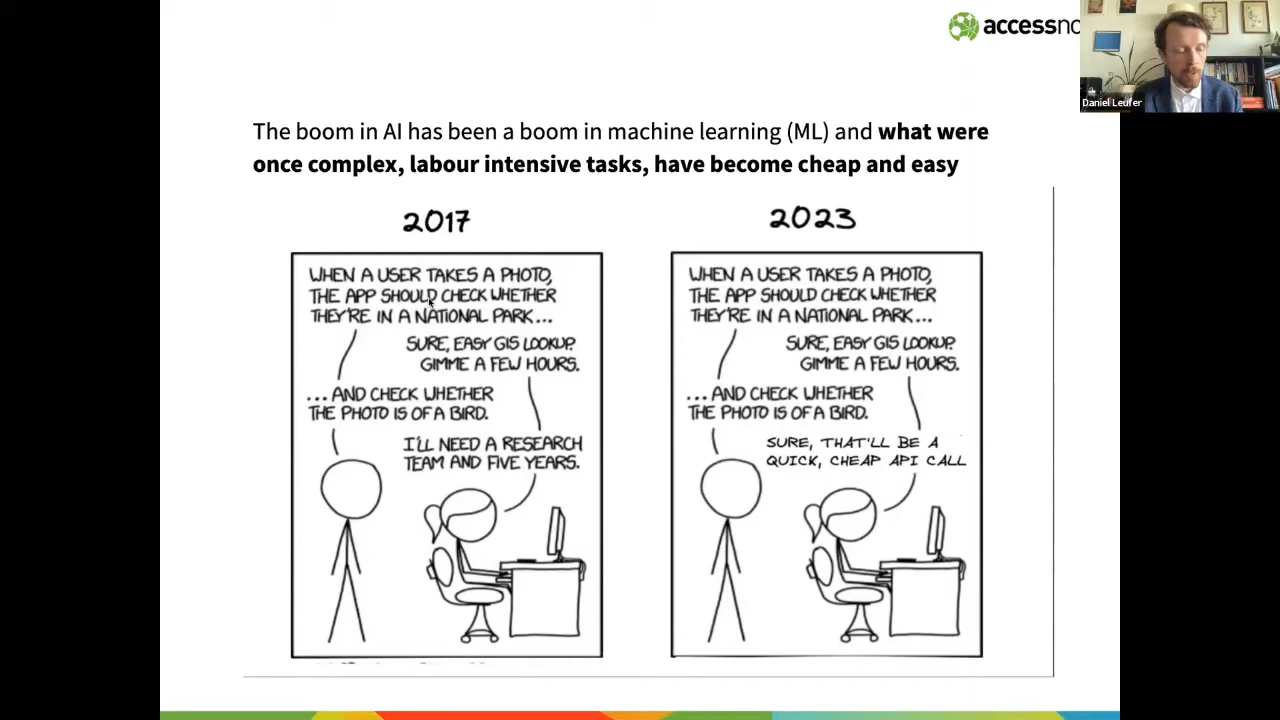 accessno
Daniel Leufer
The boom in AI has been a boom in machine learning (ML) and what were
once complex, labour intensive tasks, have become cheap and easy
2017
WHEN A USER TAKES A PHOTO,
THE APP SHOULD CHECK WHETHER
THEY'RE IN A NATIONAL PARK...
SURE, EASY GIS LOOKUP.
GIMME A FEW HOURS.
...AND CHECK WHETHER
THE PHOTO IS OF A BIRD.
I'LL NEED A RESEARCH
TEAM AND FIVE YEARS.
2023
WHEN A USER TAKES A PHOTO,
THE APP SHOULD CHECK WHETHER
THEY'RE IN A NATIONAL PARK...
SURE, EASY GIS LOOKUP.
GIMME A FEW HOURS.
...AND CHECK WHETHER
THE PHOTO IS OF A BIRD.
SURE, THAT'LL BE A
QUICK, CHEAP API CALL